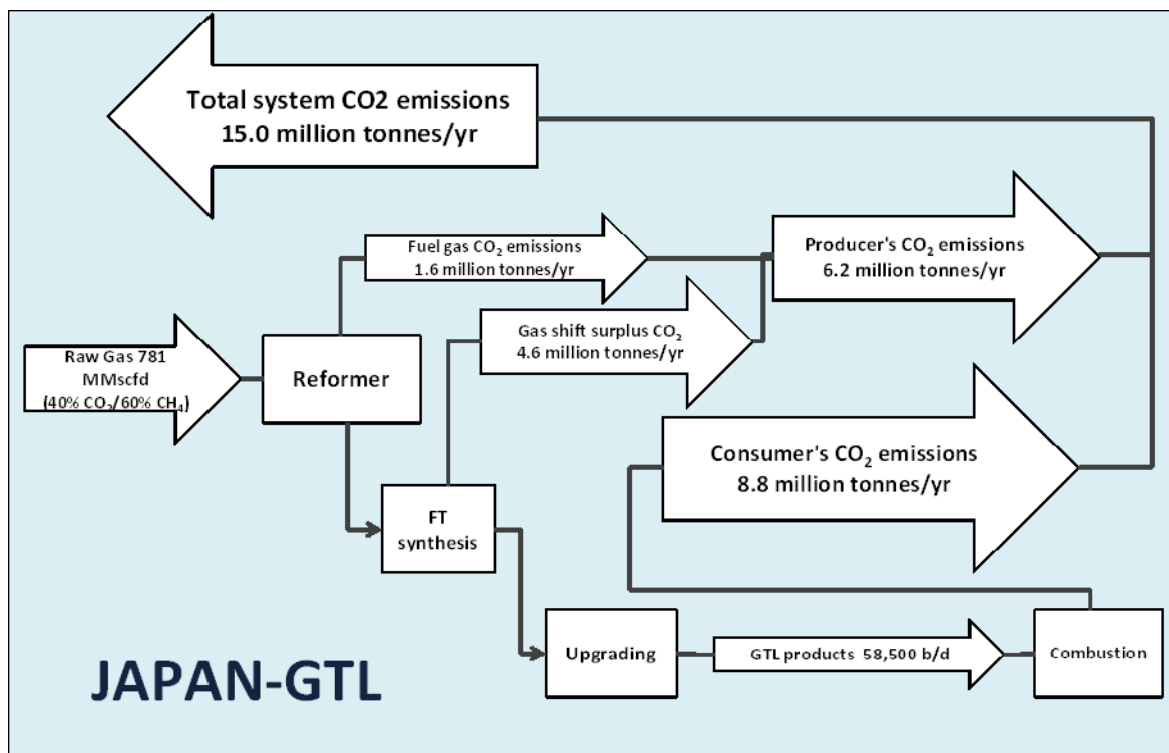 Total system CO2 emissions
15.0 million tonnes/yr
Fuel gas CO₂ emissions
1.6 million tonnes/yr
Producer's CO₂ emissions
6.2 million tonnes/yr
Gas shift surplus CO₂
4.6 million tonnes/yr
Raw Gas 781
MMscfd
(40% CO₂/60% CH₄)
Reformer
Consumer's CO₂ emissions
8.8 million tonnes/yr
FT
synthesis
Upgrading
GTL products 58,500 b/d
Combustion
JAPAN-GTL